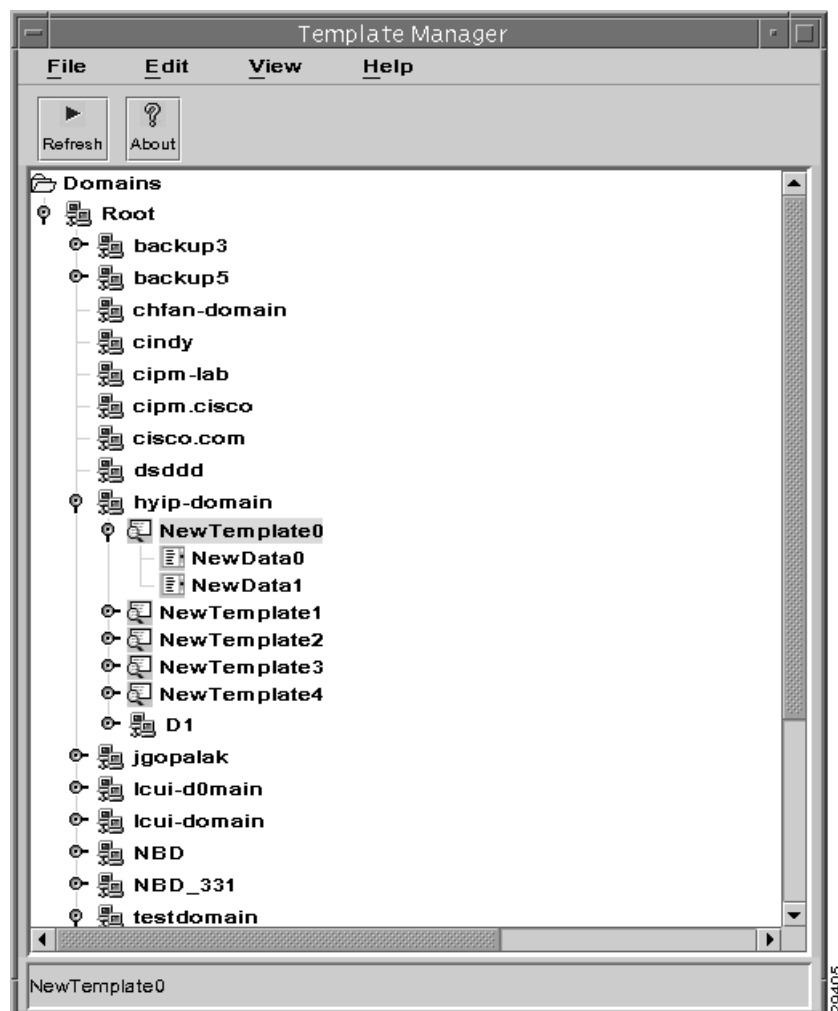 Template Manager
File Edit View Help
Refresh About
Domains
Root
backup3
backup5
chfan-domain
cindy
cipm-lab
cipm.cisco
cisco.com
dsddd
hyip-domain
NewTemplate0
NewData0
NewData1
NewTemplate1
NewTemplate2
NewTemplate3
NewTemplate4
D1
jgopalak
lcui-d0main
lcui-domain
NBD
NBD_331
testdomain
NewTemplate0
29405